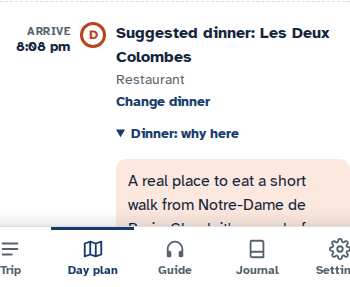 ARRIVE
8:08 pm
D
Suggested dinner: Les Deux
Colombes
Restaurant
Change dinner
▼ Dinner: why here
A real place to eat a short
walk from Notre-Dame de
Trip
Day plan
Guide
Journal